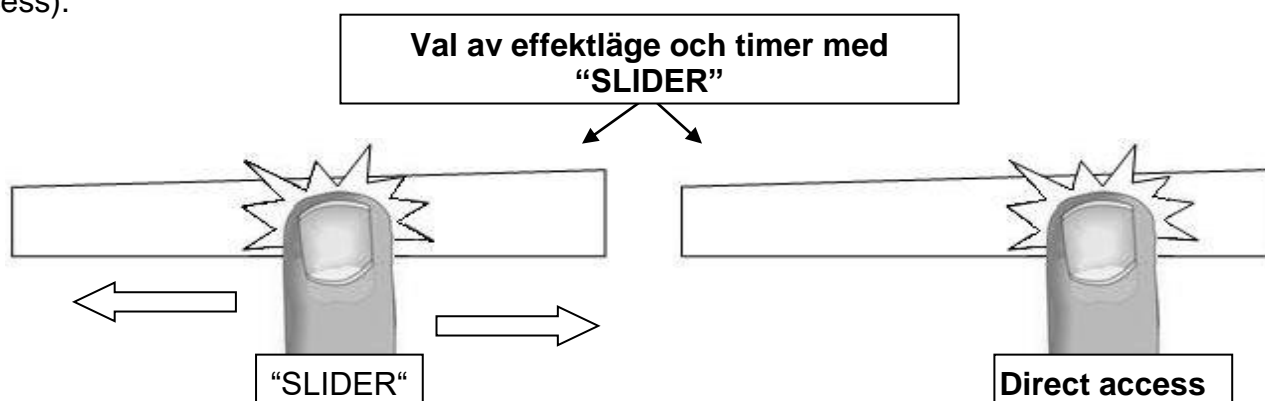 ess).
Val av effektläge och timer med
“SLIDER”
“SLIDER“
Direct access